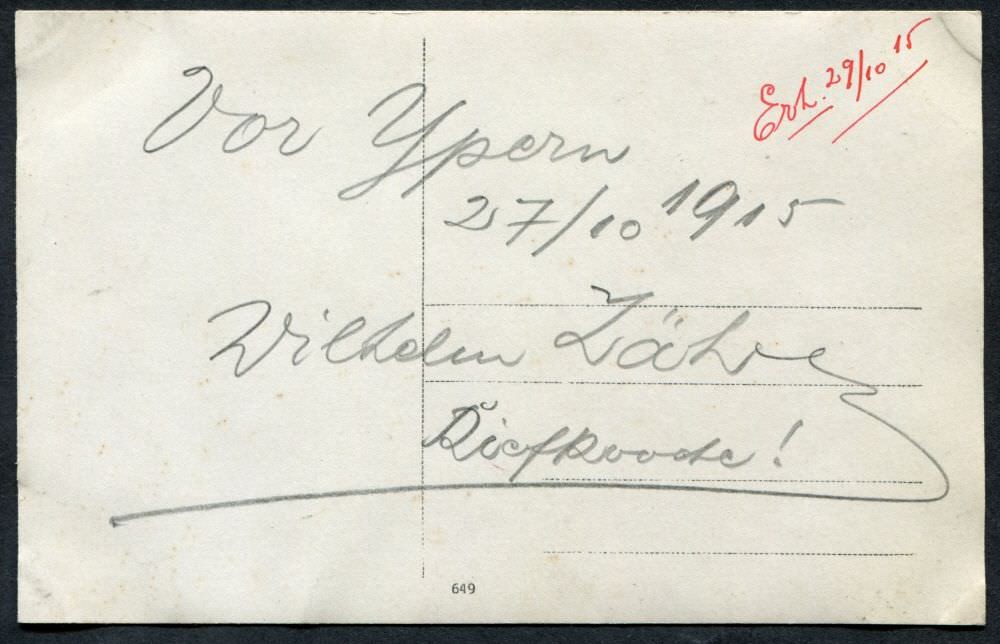 Erh. 29/10 15
Vor Ypern
27/10 1915
Wilhelm
649